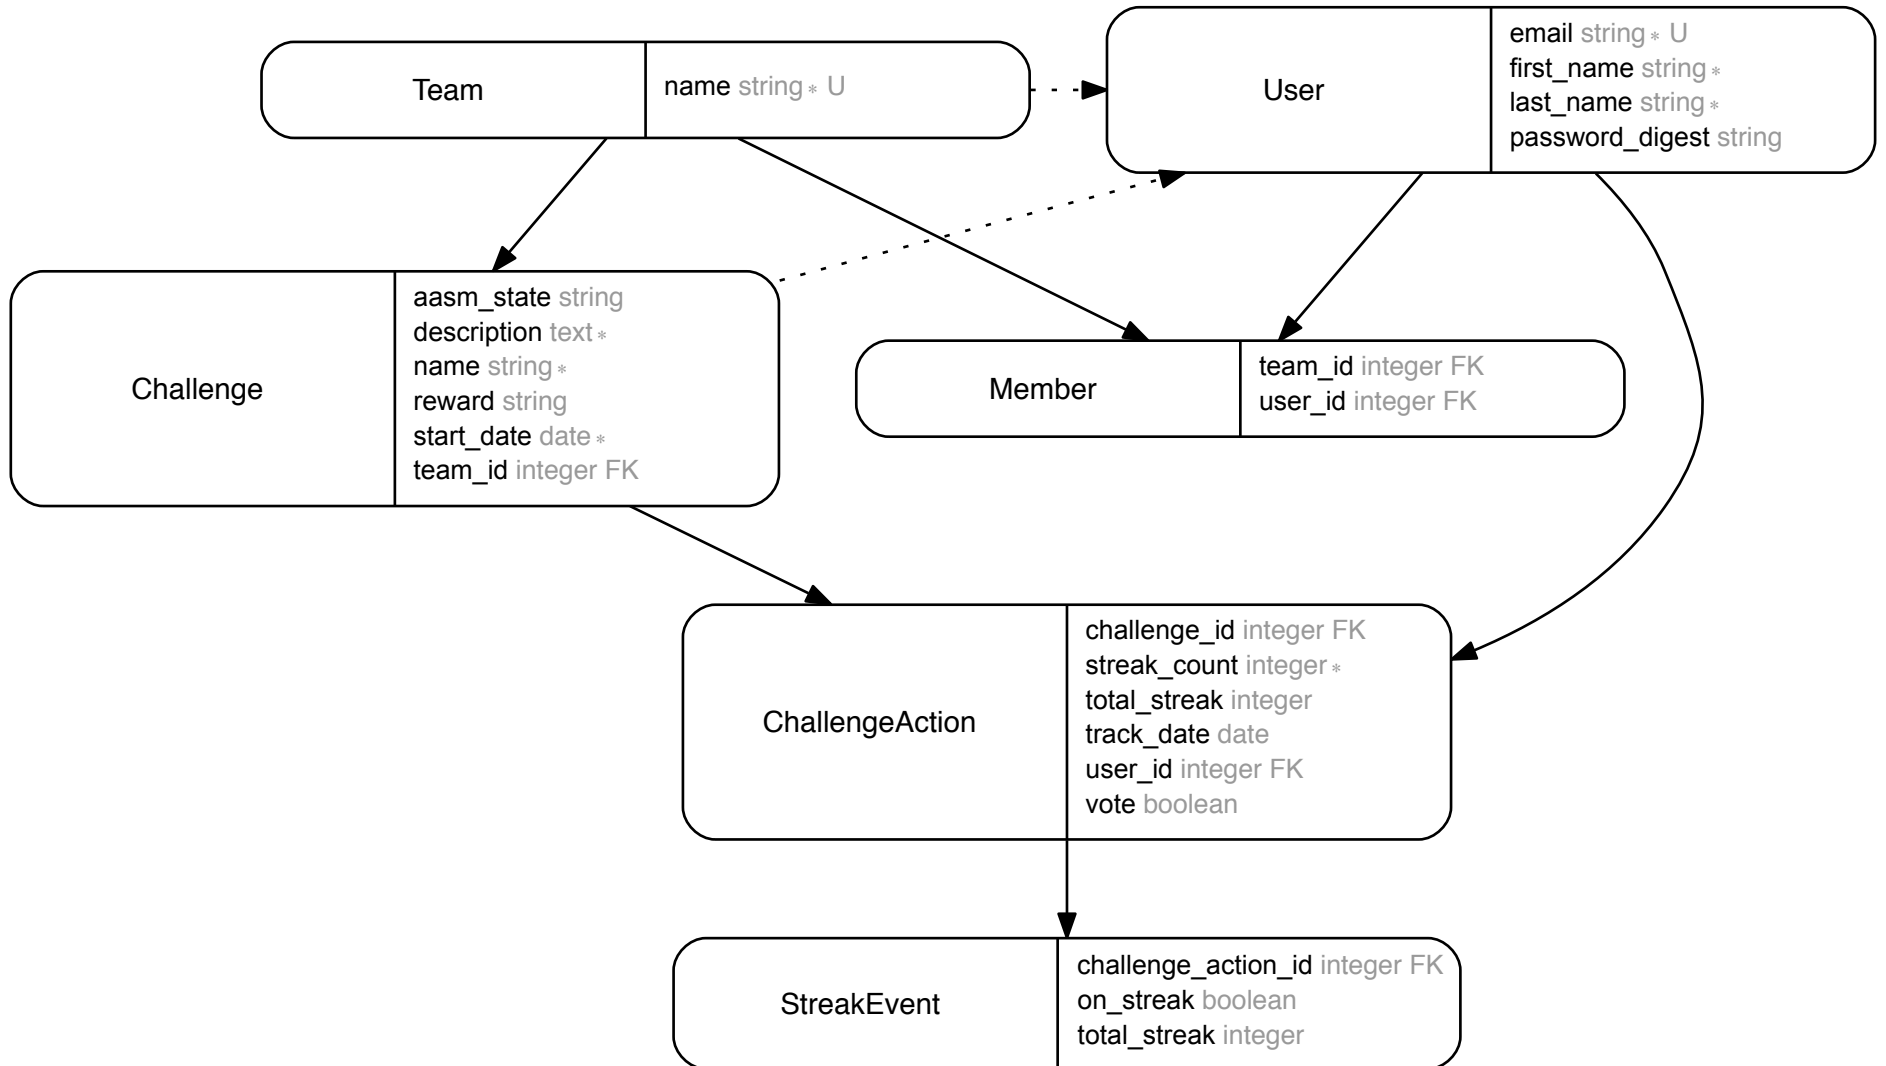 Team
name string * U
User
email string * U
first_name string *
last_name string *
password_digest string
Challenge
aasm_state string
description text *
name string *
reward string
start_date date *
team_id integer FK
Member
team_id integer FK
user_id integer FK
ChallengeAction
challenge_id integer FK
streak_count integer *
total_streak integer
track_date date
user_id integer FK
vote boolean
StreakEvent
challenge_action_id integer FK
on_streak boolean
total_streak integer